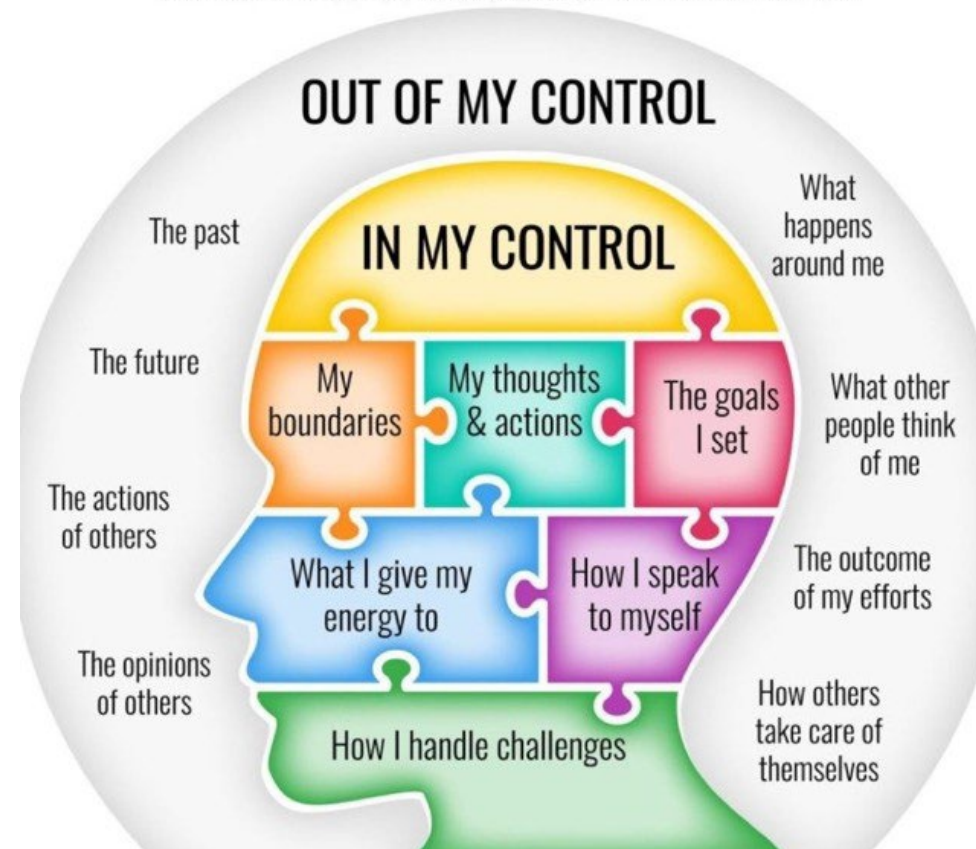 OUT OF MY CONTROL
IN MY CONTROL
The past
The future
The actions
of others
The opinions
of others
My
boundaries
My thoughts
& actions
The goals
I set
What I give my
energy to
How I speak
to myself
How I handle challenges
What
happens
around me
What other
people think
of me
The outcome
of my efforts
How others
take care of
themselves